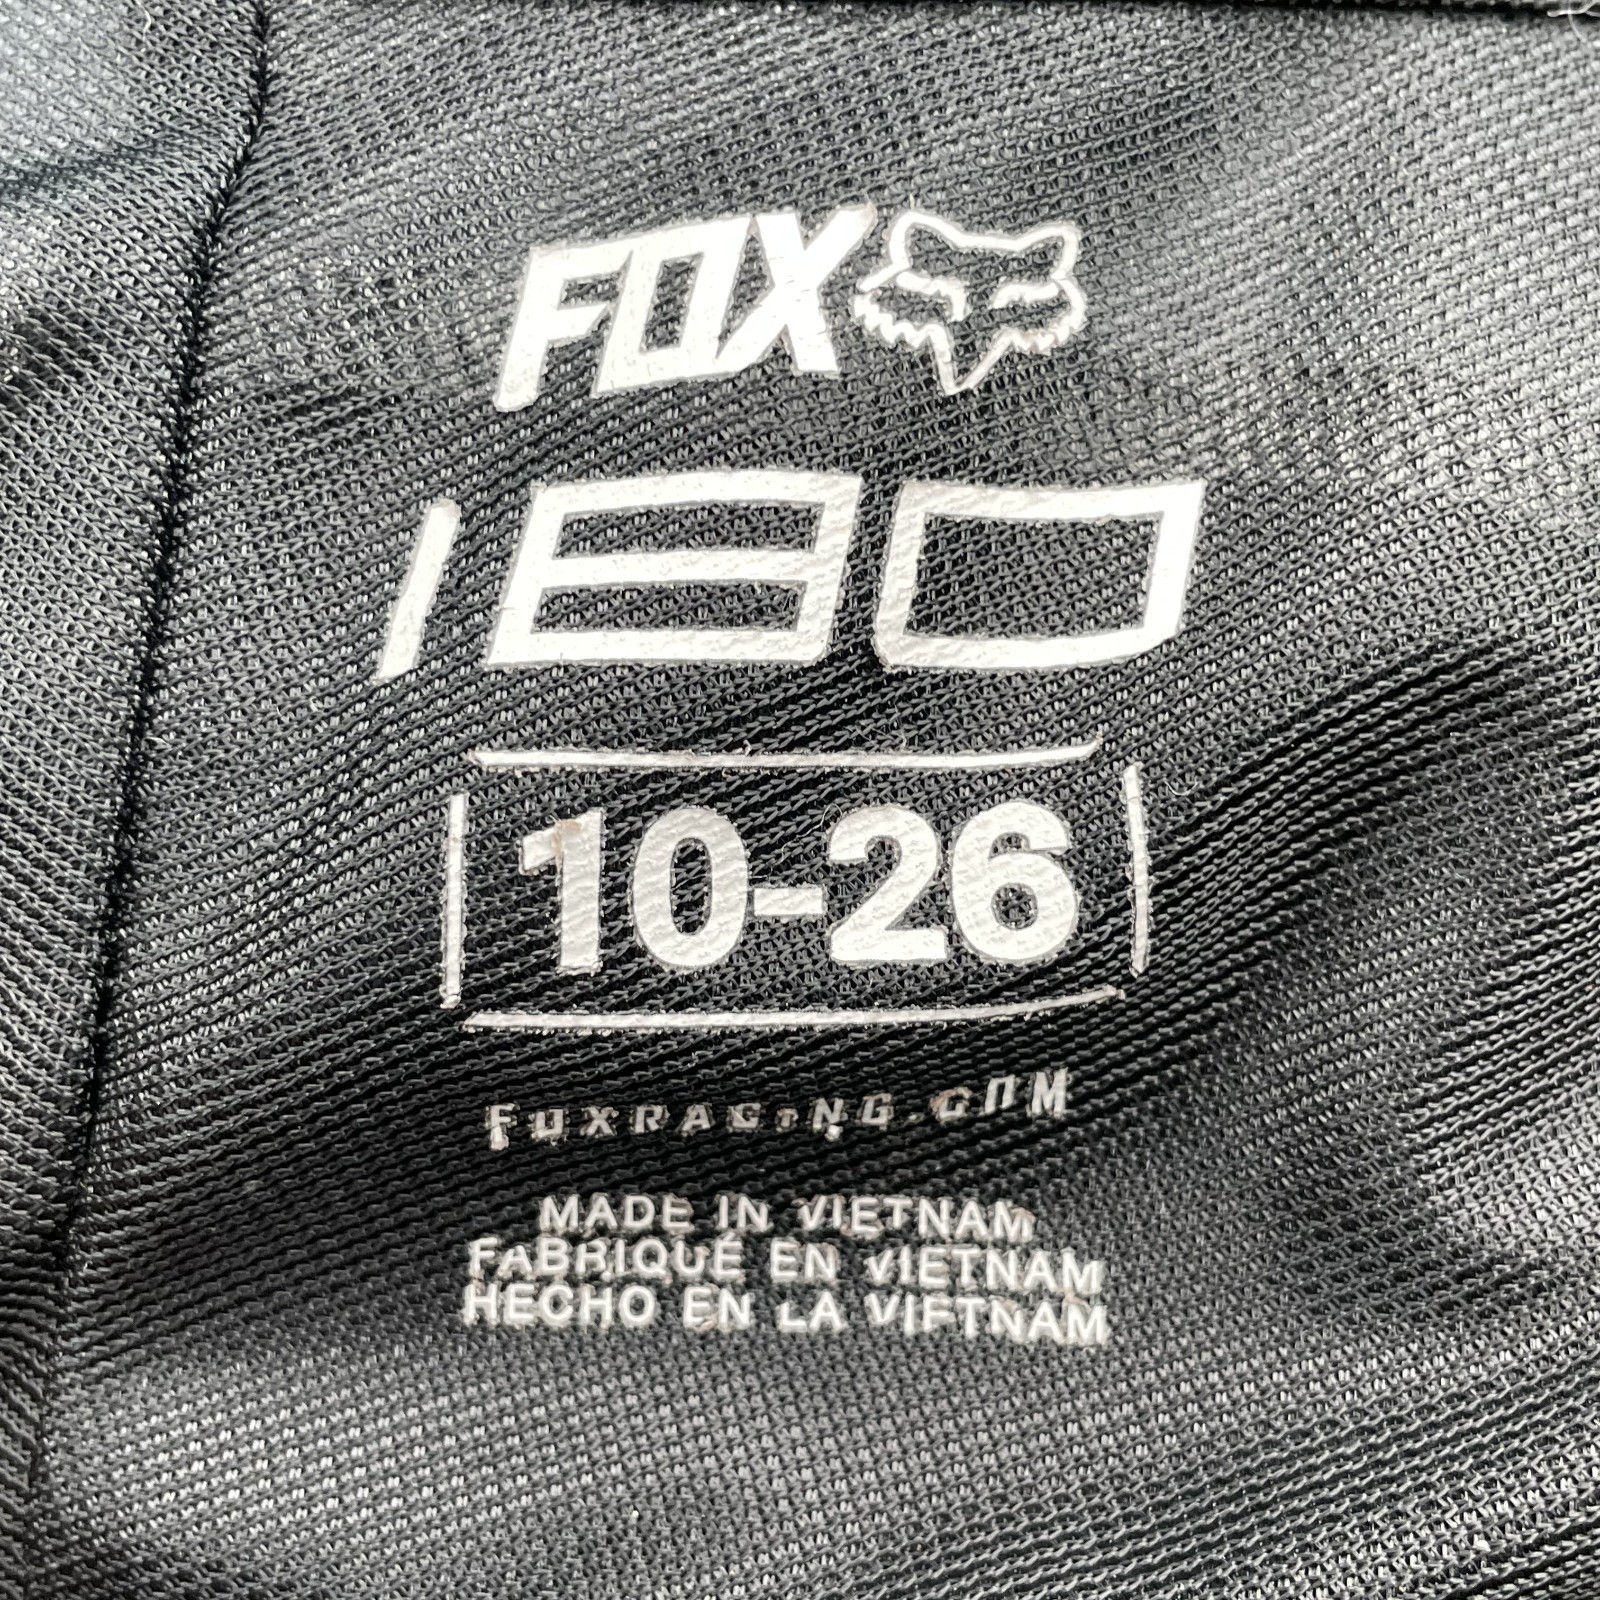 FOX
180
10-26
FOXRACING.COM
MADE IN VIETNAM
FABRIQUÉ EN VIETNAM
HECHO EN LA VIETNAM